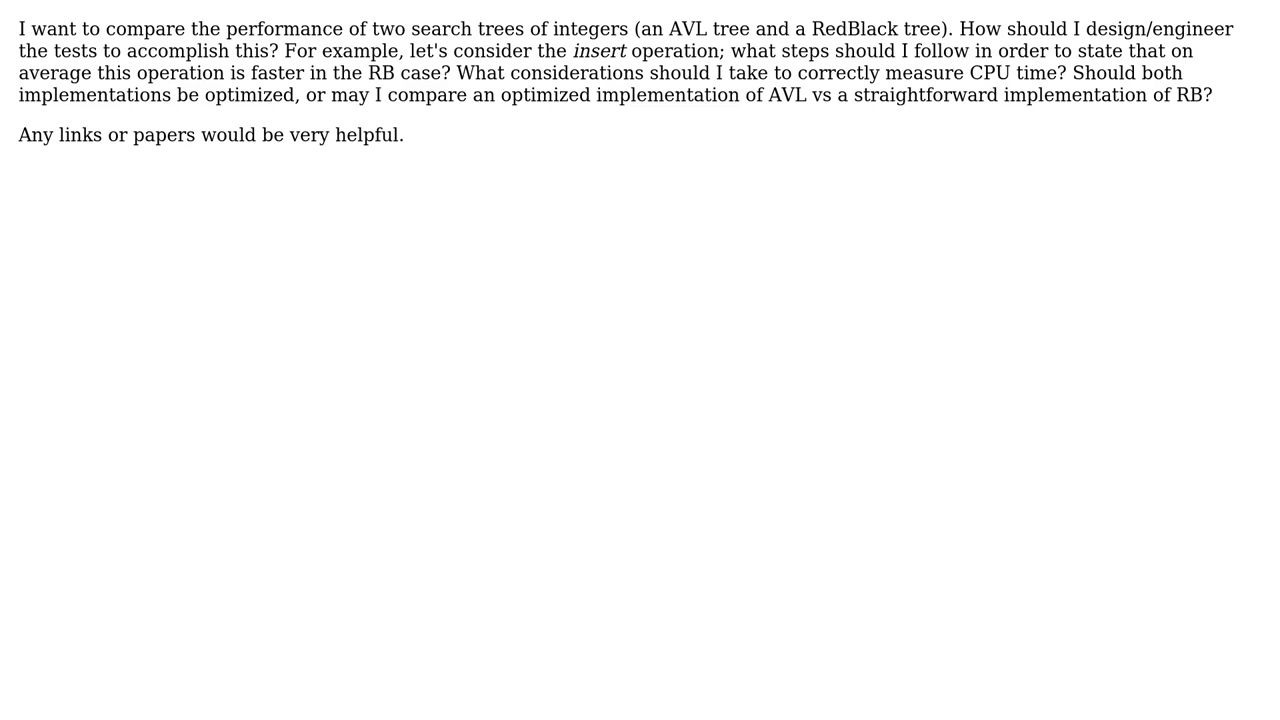 I want to compare the performance of two search trees of integers (an AVL tree and a RedBlack tree). How should I design/engineer
the tests to accomplish this? For example, let's consider the insert operation; what steps should I follow in order to state that on
average this operation is faster in the RB case? What considerations should I take to correctly measure CPU time? Should both
implementations be optimized, or may I compare an optimized implementation of AVL vs a straightforward implementation of RB?
Any links or papers would be very helpful.